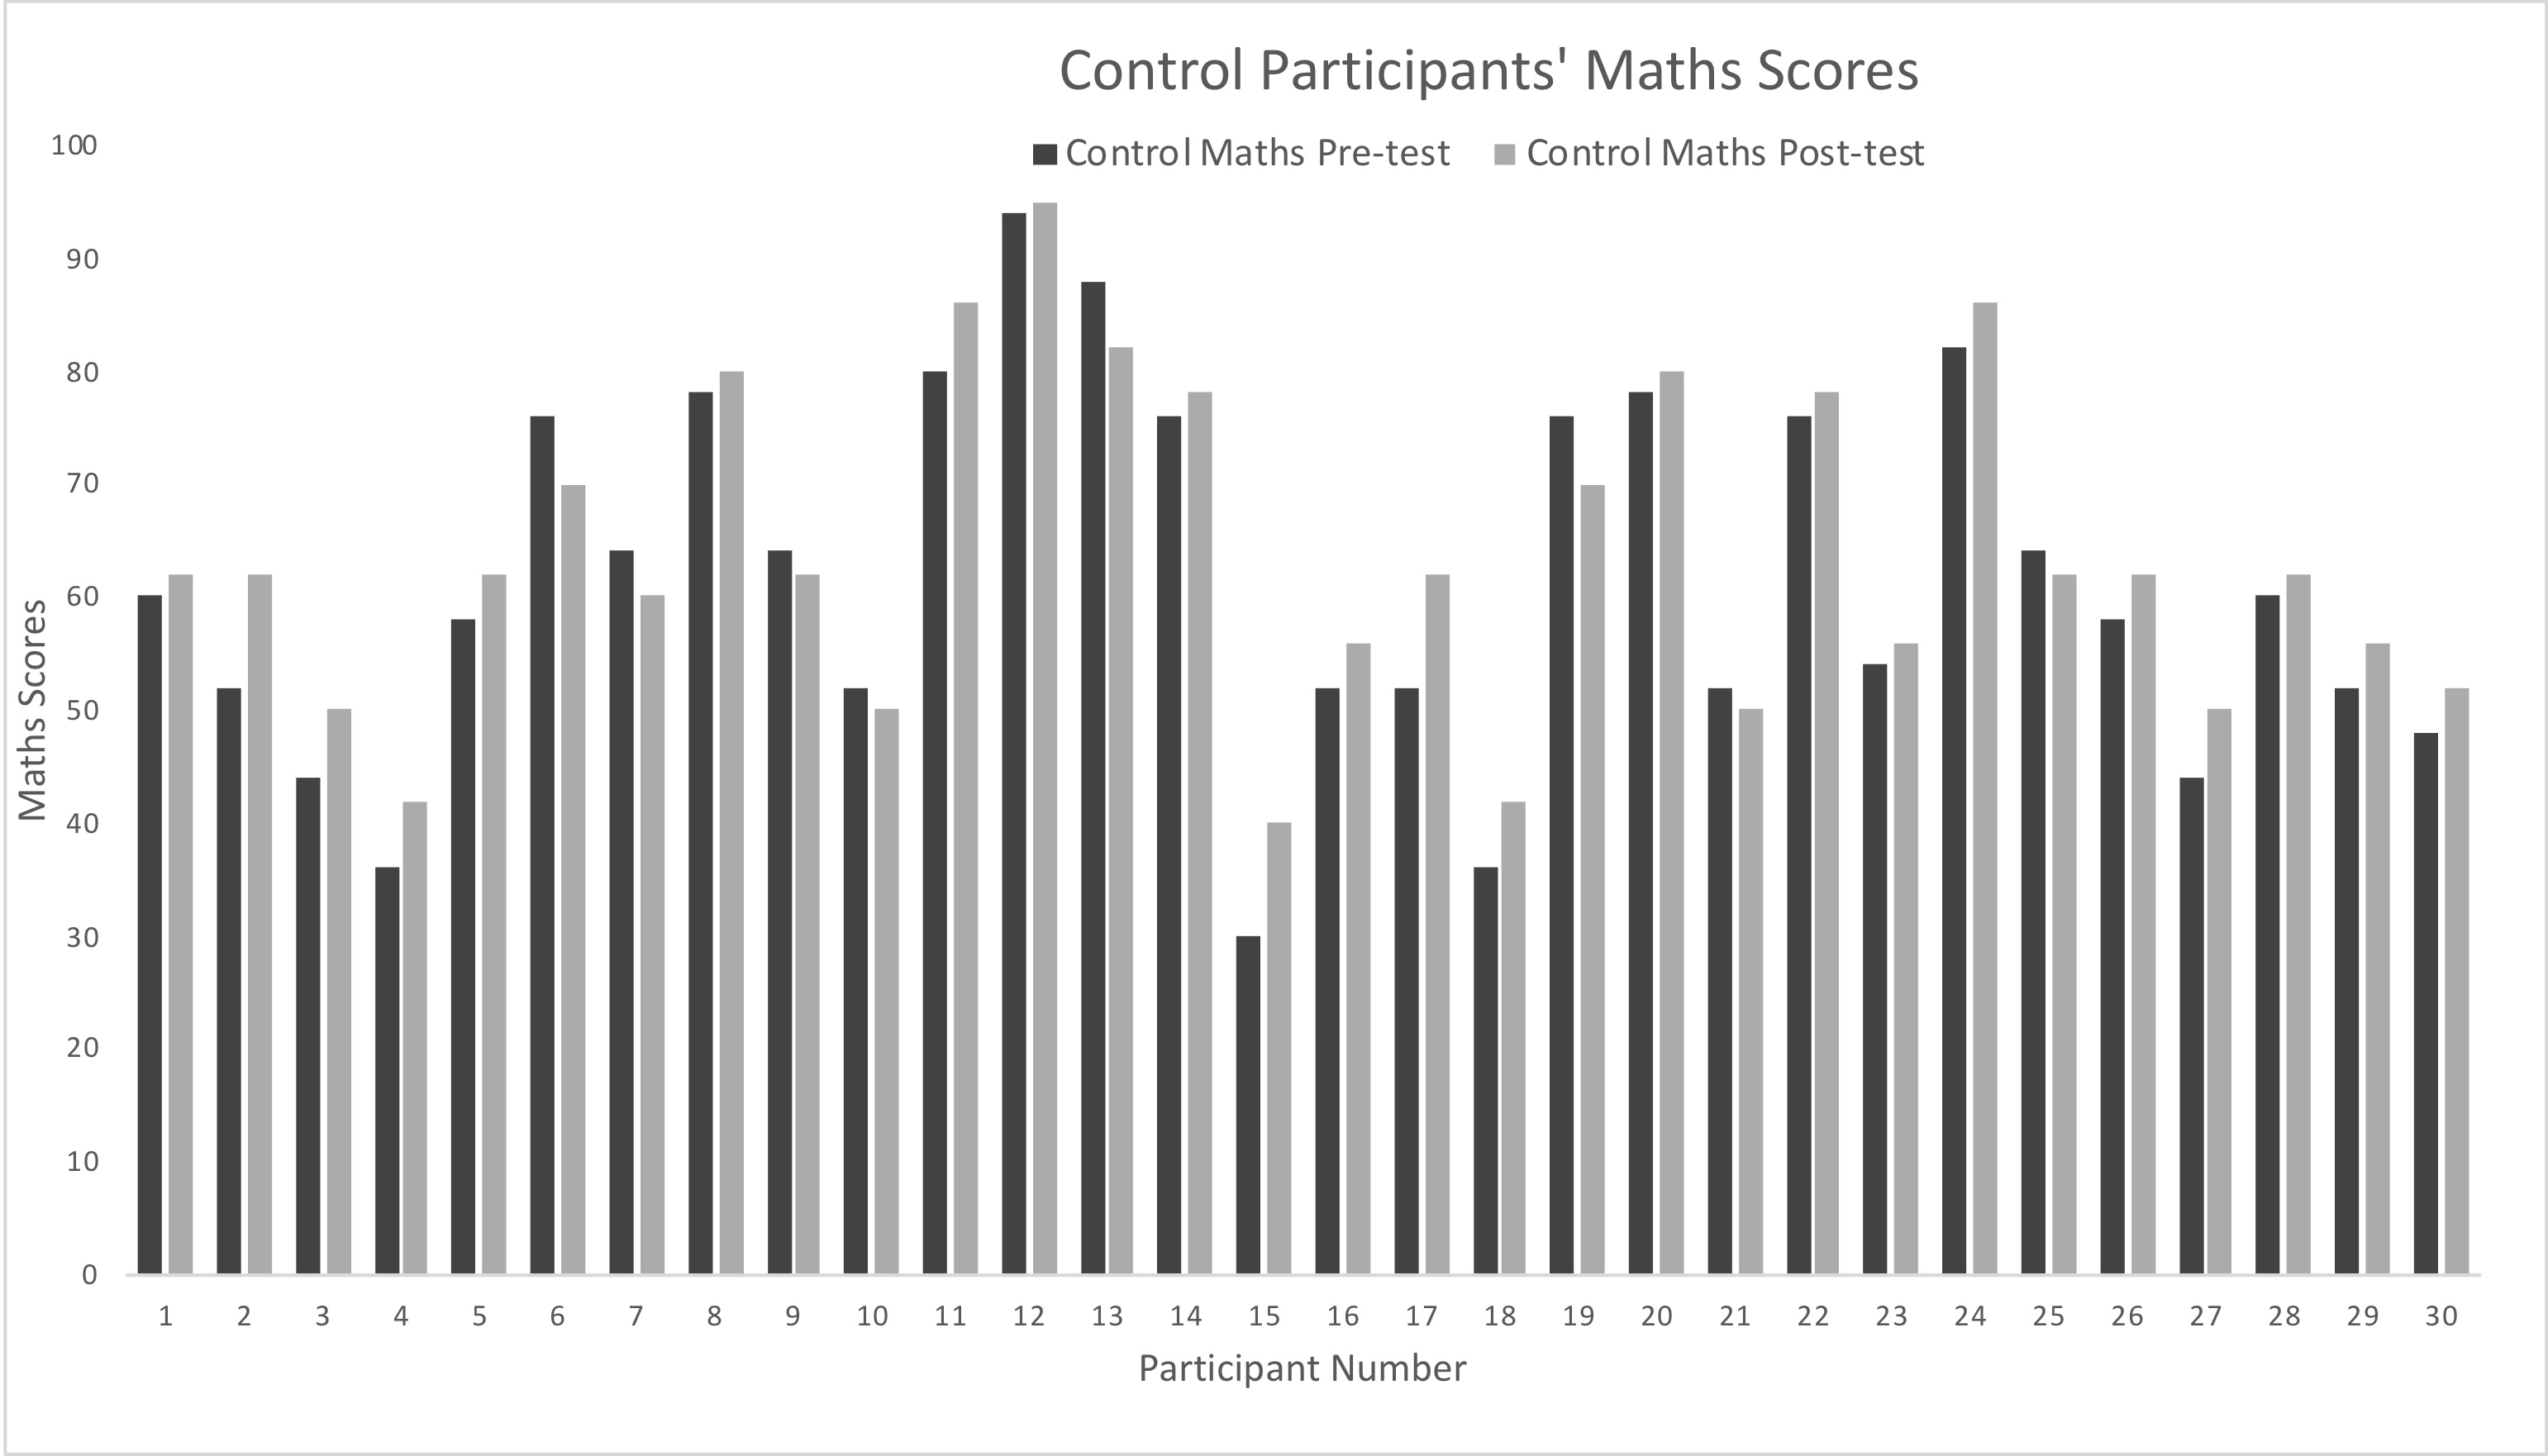 Control Participants' Maths Scores
Control Maths Pre-test Control Maths Post-test
100
90
80
70
60
50
40
30
20
10
0
Maths Scores
1 2 3 4 5 6 7 8 9 10 11 12 13 14 15 16 17 18 19 20 21 22 23 24 25 26 27 28 29 30
Participant Number